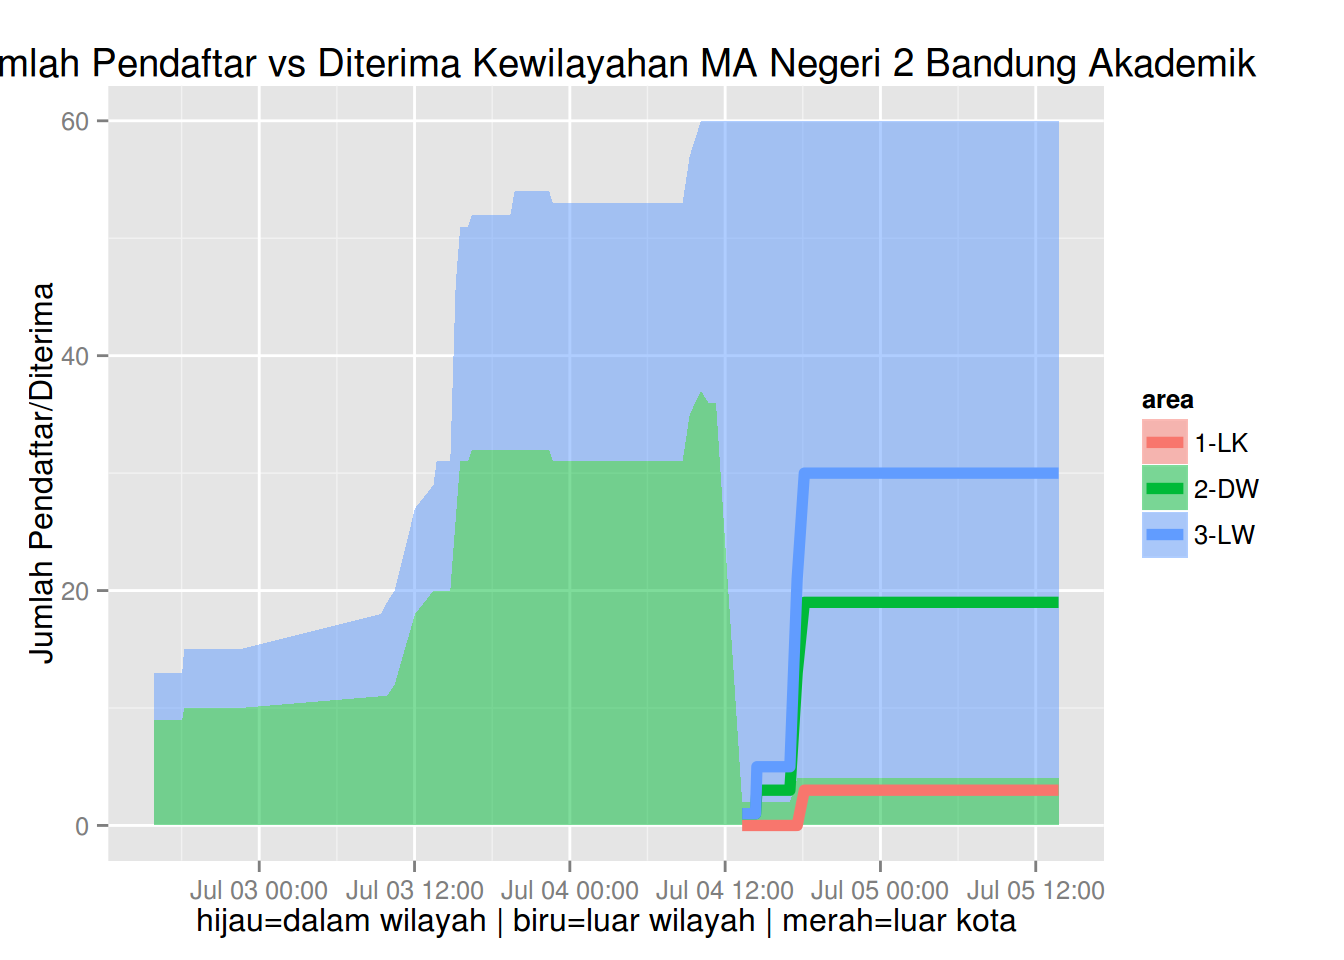 mlah Pendaftar vs Diterima Kewilayahan MA Negeri 2 Bandung Akademik
Jumlah Pendaftar/Diterima
60
40
20
0
Jul 03 00:00 Jul 03 12:00 Jul 04 00:00 Jul 04 12:00 Jul 05 00:00 Jul 05 12:00
hijau=dalam wilayah | biru=luar wilayah | merah=luar kota
area
1-LK
2-DW
3-LW